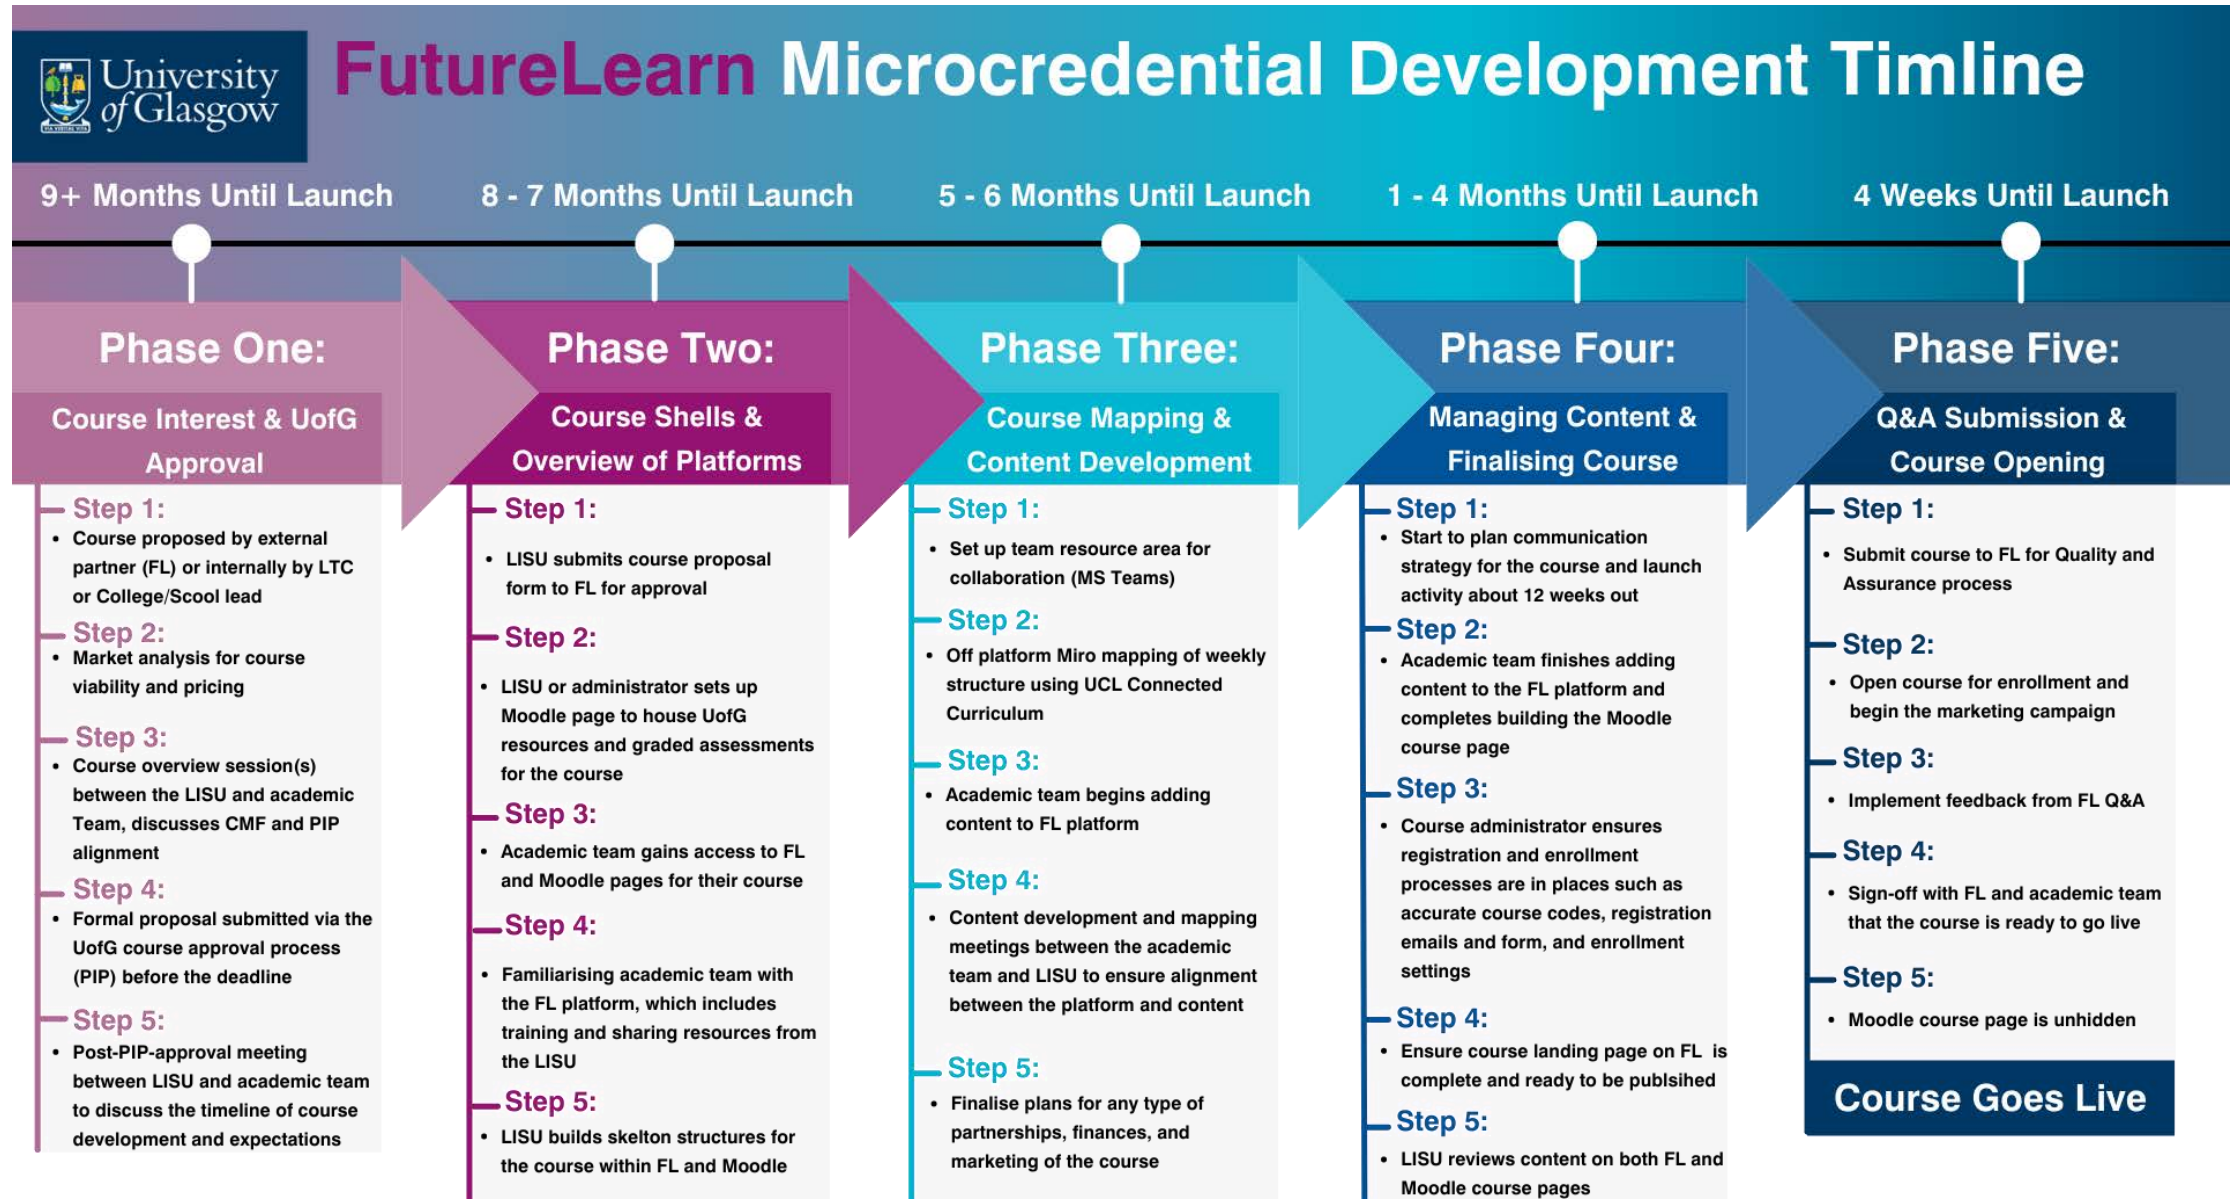 University
of Glasgow
VIA VERITAS VITA
FutureLearn Microcredential Development Timline
9+ Months Until Launch
8 - 7 Months Until Launch
5 - 6 Months Until Launch
1 - 4 Months Until Launch
4 Weeks Until Launch
Phase One:
Course Interest & UofG
Approval
Step 1:
• Course proposed by external
partner (FL) or internally by LTC
or College/Scool lead
Step 2:
• Market analysis for course
viability and pricing
Step 3:
• Course overview session(s)
between the LISU and academic
Team, discusses CMF and PIP
alignment
Step 4:
• Formal proposal submitted via the
UofG course approval process
(PIP) before the deadline
Step 5:
• Post-PIP-approval meeting
between LISU and academic team
to discuss the timeline of course
development and expectations
Phase Two:
Course Shells &
Overview of Platforms
Step 1:
• LISU submits course proposal
form to FL for approval
Step 2:
• LISU or administrator sets up
Moodle page to house UofG
resources and graded assessments
for the course
Step 3:
• Academic team gains access to FL
and Moodle pages for their course
Step 4:
• Familiarising academic team with
the FL platform, which includes
training and sharing resources from
the LISU
Step 5:
• LISU builds skelton structures for
the course within FL and Moodle
Phase Three:
Course Mapping &
Content Development
Step 1:
• Set up team resource area for
collaboration (MS Teams)
Step 2:
• Off platform Miro mapping of weekly
structure using UCL Connected
Curriculum
Step 3:
• Academic team begins adding
content to FL platform
Step 4:
• Content development and mapping
meetings between the academic
team and LISU to ensure alignment
between the platform and content
Step 5:
• Finalise plans for any type of
partnerships, finances, and
marketing of the course
Phase Four:
Managing Content &
Finalising Course
Step 1:
• Start to plan communication
strategy for the course and launch
activity about 12 weeks out
Step 2:
• Academic team finishes adding
content to the FL platform and
completes building the Moodle
course page
Step 3:
• Course administrator ensures
registration and enrollment
processes are in places such as
accurate course codes, registration
emails and form, and enrollment
settings
Step 4:
• Ensure course landing page on FL is
complete and ready to be publsihed
Step 5:
• LISU reviews content on both FL and
Moodle course pages
Phase Five:
Q&A Submission &
Course Opening
Step 1:
• Submit course to FL for Quality and
Assurance process
Step 2:
• Open course for enrollment and
begin the marketing campaign
Step 3:
• Implement feedback from FL Q&A
Step 4:
• Sign-off with FL and academic team
that the course is ready to go live
Step 5:
• Moodle course page is unhidden
Course Goes Live